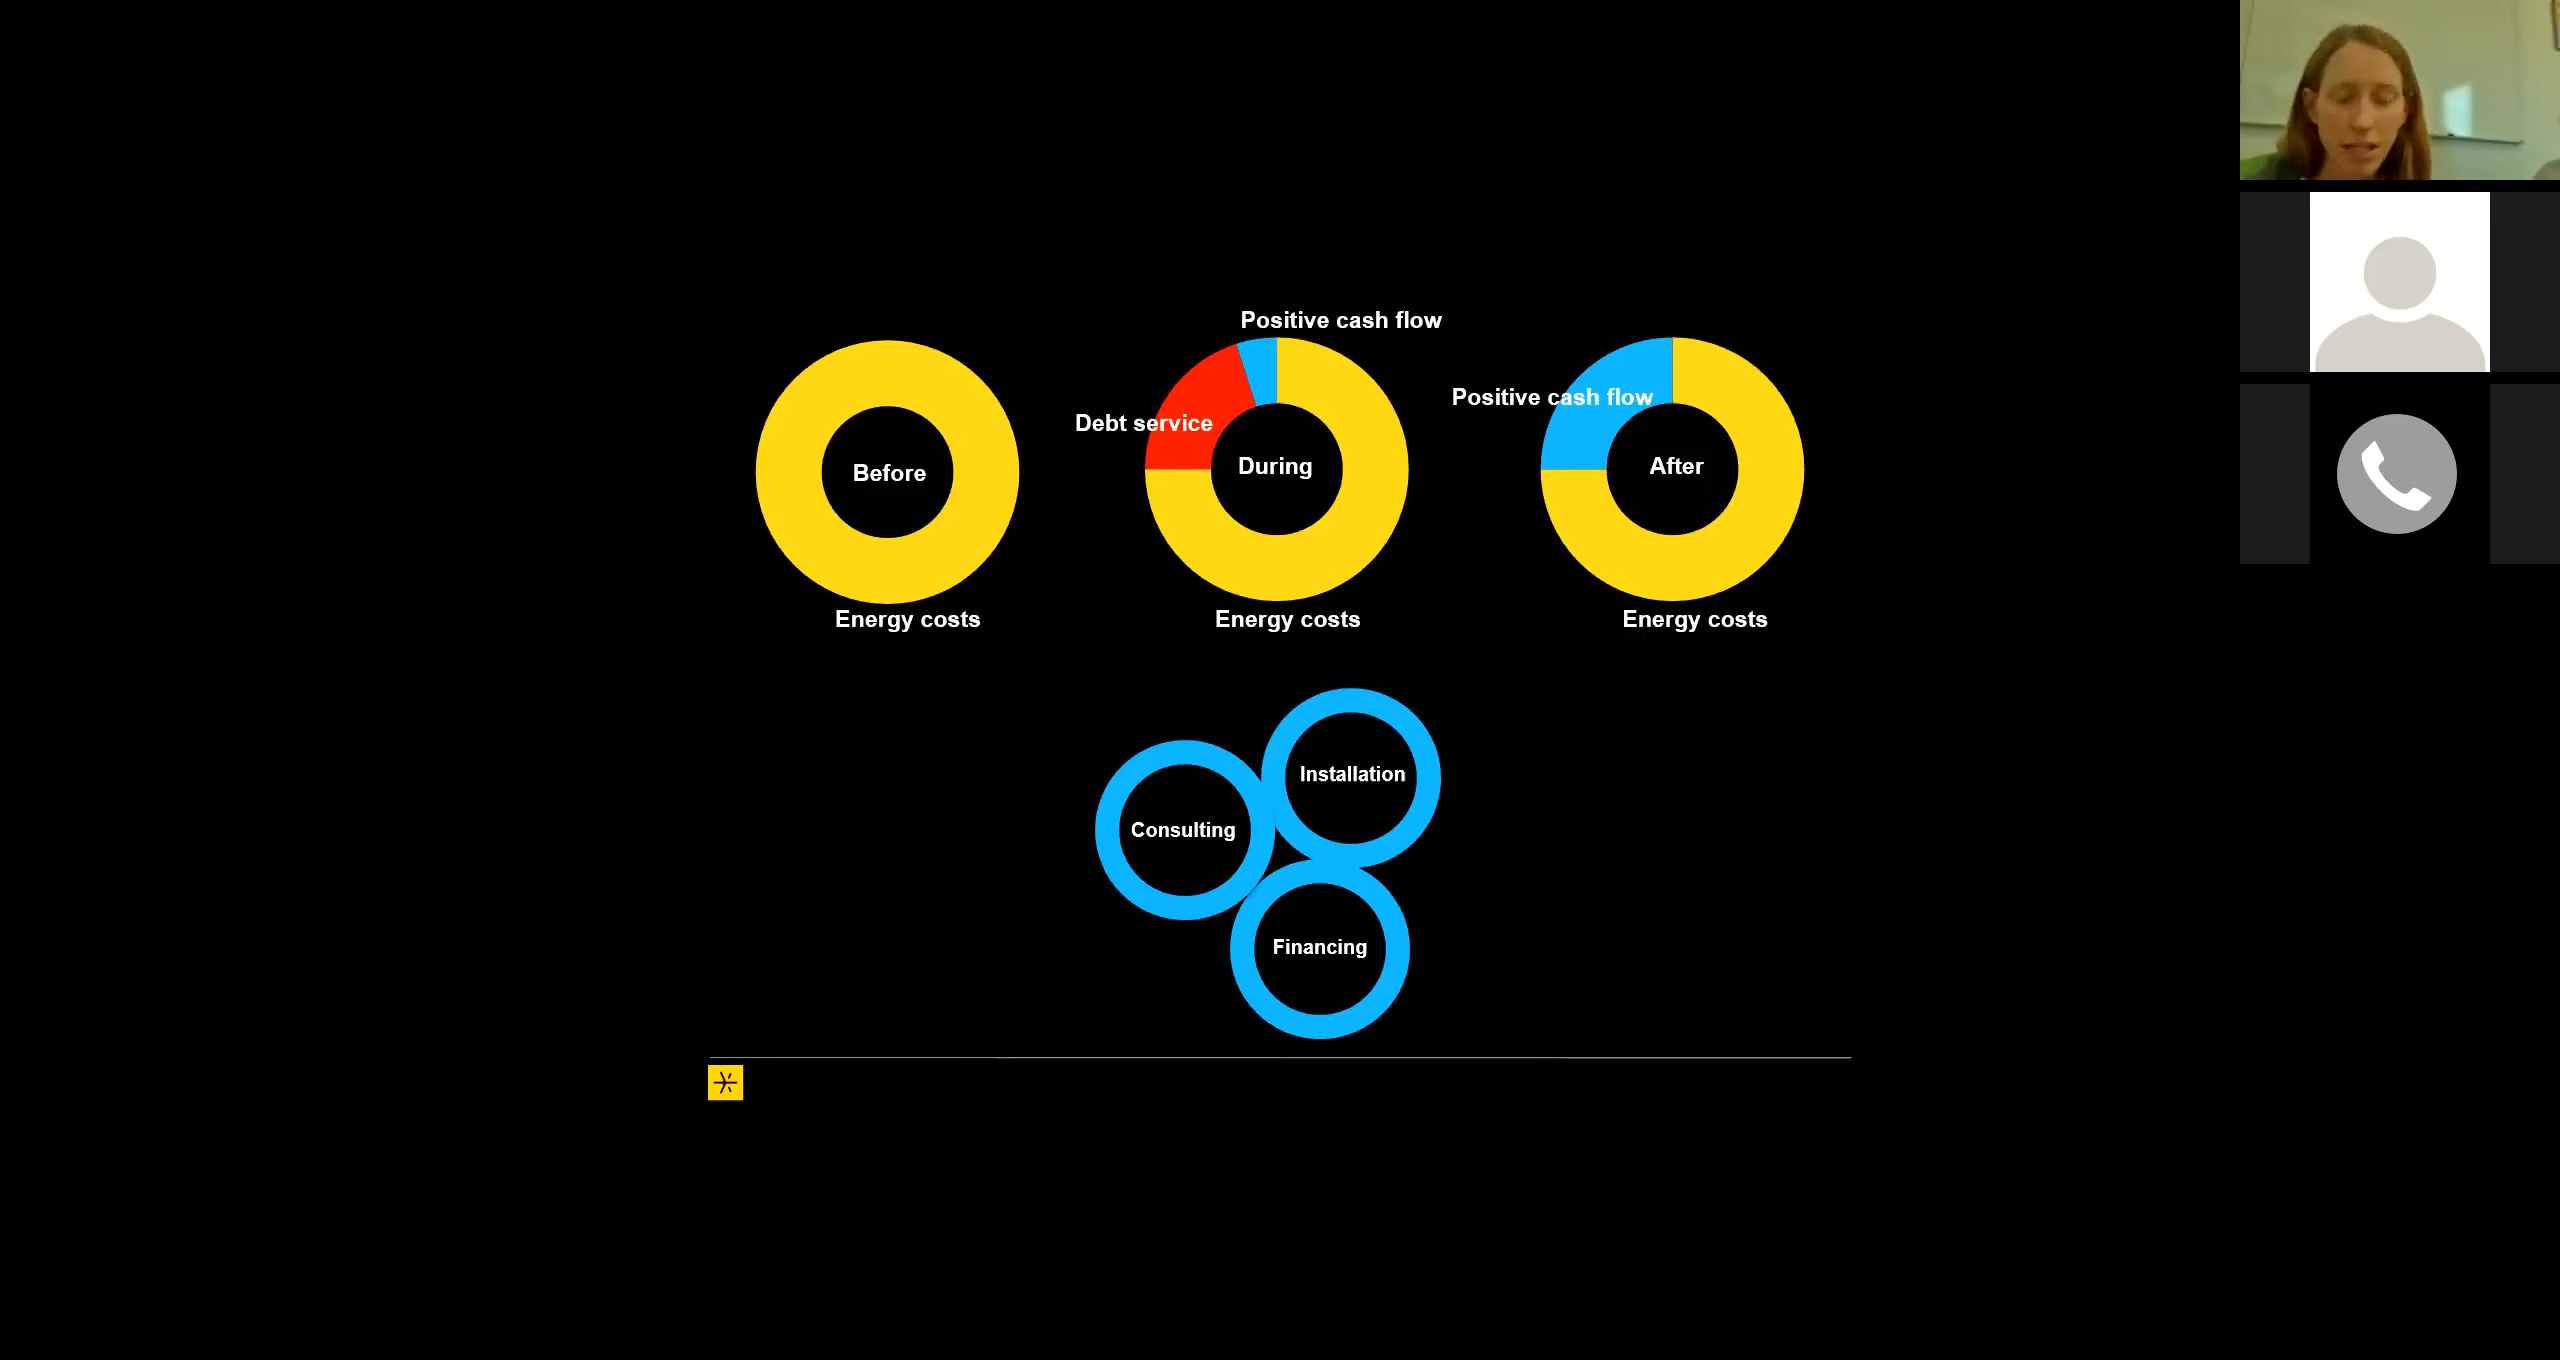 Positive cash flow
Positive cash flow
Debt service
Before
During
After
Energy costs
Energy costs
Energy costs
Installation
Consulting
Financing